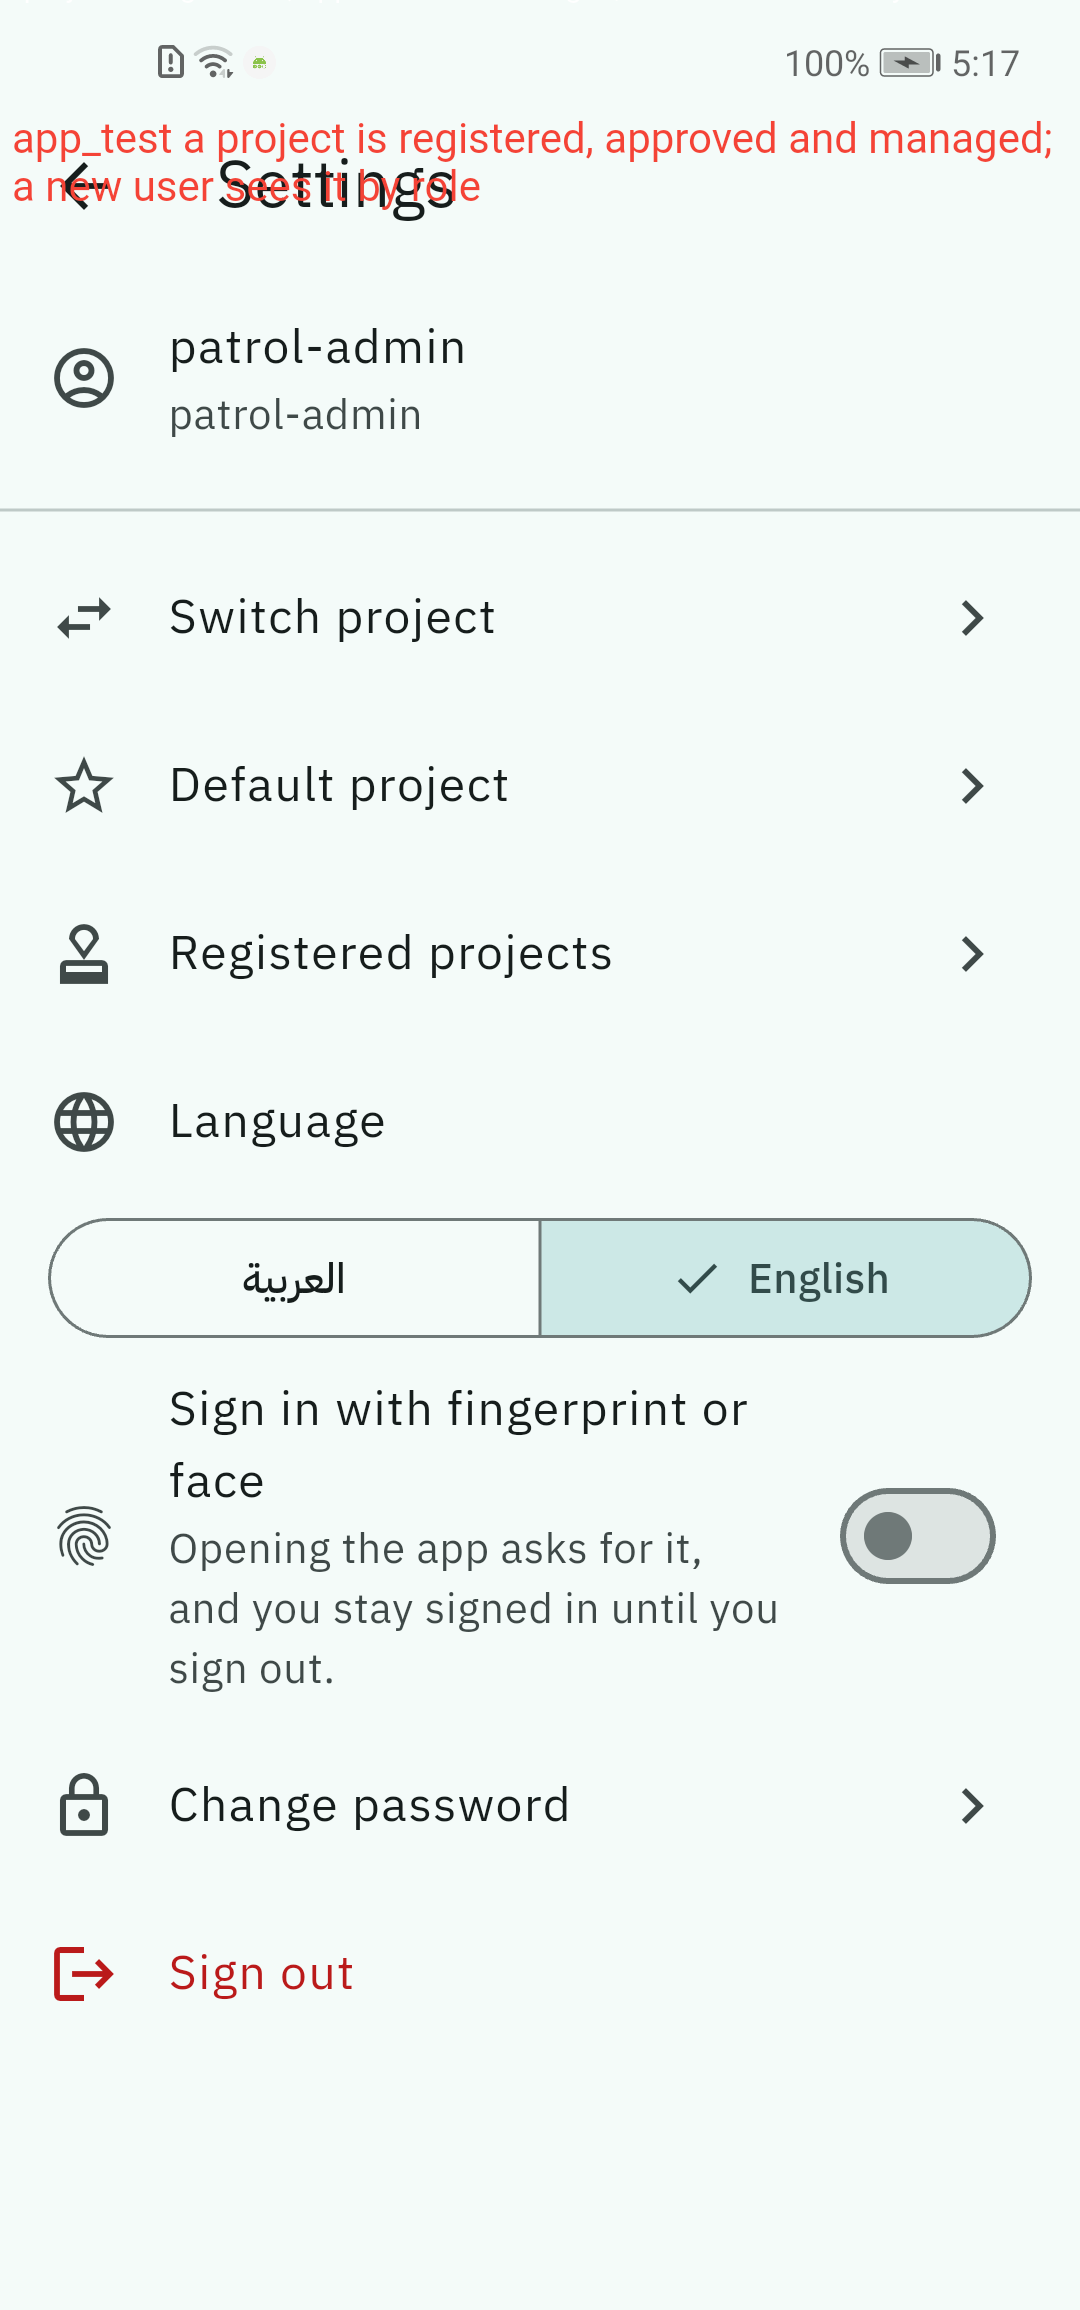 100% 5:17
app_test a project is registered, approved and managed;
a new user sees it by role
Settings
patrol-admin
patrol-admin
Switch project
Default project
Registered projects
Language
العربية
English
Sign in with fingerprint or
face
Opening the app asks for it,
and you stay signed in until you
sign out.
Change password
Sign out